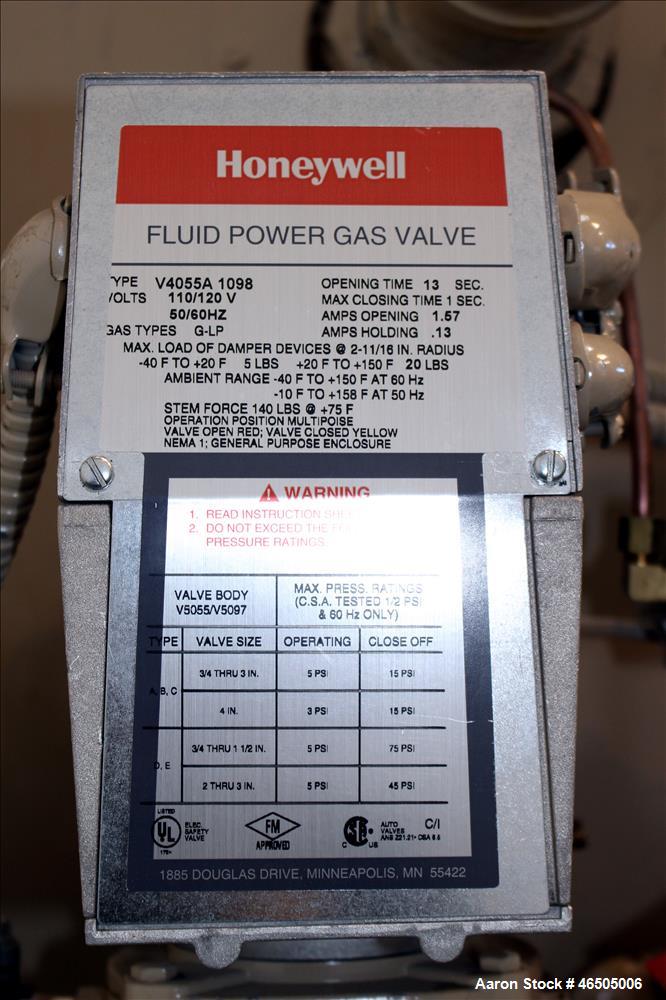 Honeywell
FLUID POWER GAS VALVE
TYPE V4055A 1098
VOLTS 110/120 V
50/60HZ
GAS TYPES G-LP
OPENING TIME 13 SEC.
MAX CLOSING TIME 1 SEC.
AMPS OPENING 1.57
AMPS HOLDING .13
MAX. LOAD OF DAMPER DEVICES @ 2-11/16 IN. RADIUS
-40 F TO +20 F 5 LBS +20 F TO +150 F 20 LBS
AMBIENT RANGE -40 F TO +150 F AT 60 Hz
-10 F TO +158 F AT 50 Hz
STEM FORCE 140 LBS @ +75 F
OPERATION POSITION MULTIPOISE
VALVE OPEN RED; VALVE CLOSED YELLOW
NEMA 1; GENERAL PURPOSE ENCLOSURE
WARNING
1. READ INSTRUCTION
2. DO NOT EXCEED THE
PRESSURE RATINGS
VALVE BODY
V5055/V5097
MAX. PRESS. RATINGS
(C.S.A. TESTED 1/2 PSI
& 60 Hz ONLY)
TYPE VALVE SIZE OPERATING CLOSE OFF
A, B, C 3/4 THRU 3 IN. 5 PSI 15 PSI
4 IN. 3 PSI 15 PSI
D, E 3/4 THRU 1 1/2 IN. 5 PSI 75 PSI
2 THRU 3 IN. 5 PSI 45 PSI
LISTED
UL
ELEC.
SAFETY
VALVE
FM
APPROVED
C US
AUTO
VALVES
C/I
1885 DOUGLAS DRIVE, MINNEAPOLIS, MN 55422
Aaron Stock # 46505006